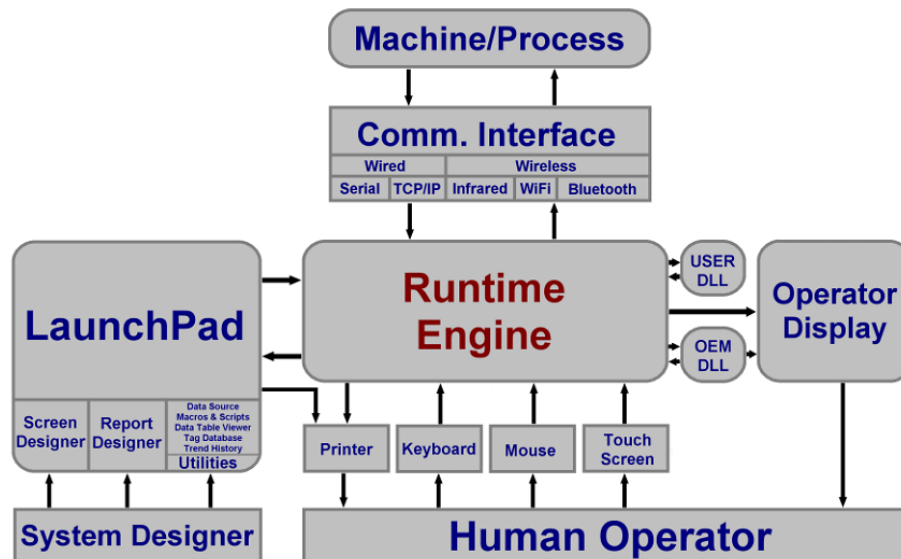 Machine/Process
Comm. Interface
Wired
Wireless
Serial
TCP/IP
Infrared
WiFi
Bluetooth
LaunchPad
Runtime
Engine
USER
DLL
OEM
DLL
Operator
Display
Screen
Designer
Report
Designer
Data Source
Macros & Scripts
Data Table Viewer
Tag Database
Trend History
Utilities
Printer
Keyboard
Mouse
Touch
Screen
System Designer
Human Operator